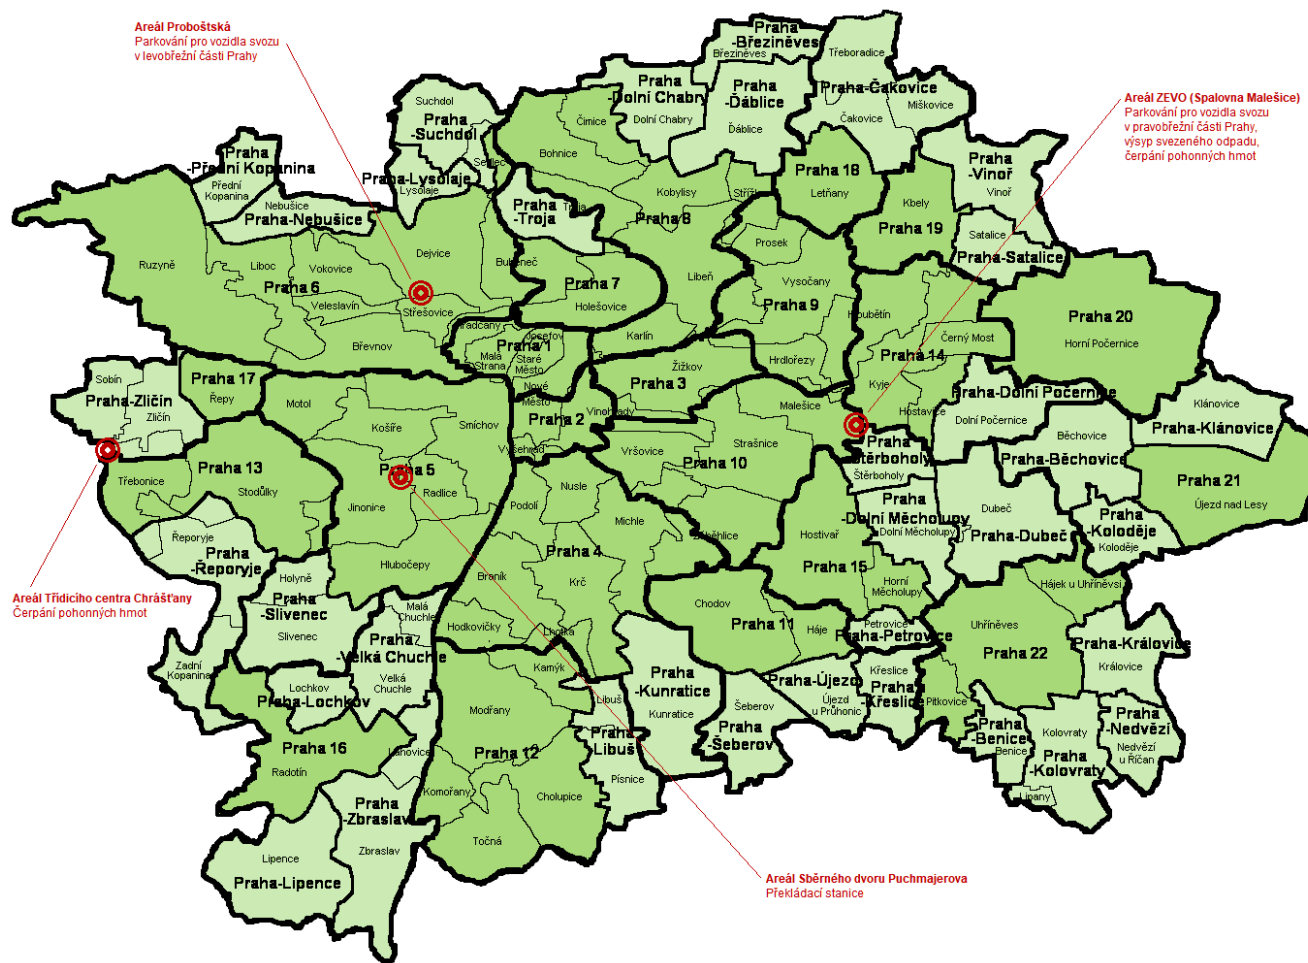 Areál Proboštská
Parkování pro vozidla svozu
v levobřežní části Prahy
Areál ZEVO (Spalovna Malešice)
Parkování pro vozidla svozu
v pravobřežní části Prahy,
výsyp svezeného odpadu,
čerpání pohonných hmot
Praha
-Březiněves
Březiněves
Třeboradice
Praha
-Dolní Chabry
Dolní Chabry
Praha
-Ďáblice
Ďáblice
Praha-Čakovice
Miškovice
Čakovice
Suchdol
Praha
-Suchdol
Sedlec
Čimice
Bohnice
Praha
-Přední Kopanina
Přední
Kopanina
Praha-Lysolaje
Lysolaje
Nebušice
Praha-Nebušice
Troja
Praha
-Troja
Kobylisy
Praha 8
Libeň
Karlín
Praha 18
Letňany
Praha
-Vinoř
Vinoř
Kbely
Praha 19
Satalice
Praha-Satalice
Ruzyně
Liboc
Vokovice
Dejvice
Praha 6
Veleslavín
Střešovice
Břevnov
Bubeneč
Praha 7
Holešovice
Prosek
Vysočany
Praha 9
Hrdlořezy
Hloubětín
Praha 14
Černý Most
Kyje
Hostavice
Praha 20
Horní Počernice
Hradčany
Josefov
Praha 1
Malá
Strana
Staré
Město
Nové
Město
Žižkov
Praha 3
Vinohrady
Praha 2
Vyšehrad
Sobín
Praha-Zličín
Zličín
Praha 17
Řepy
Motol
Košíře
Smíchov
Praha 5
Radlice
Jinonice
Hlubočepy
Malešice
Strašnice
Vršovice
Praha 10
Záběhlice
Praha-Dolní Počernice
Dolní Počernice
Klánovice
Praha-Klánovice
Běchovice
Praha-Běchovice
Praha
-Štěrboholy
Štěrboholy
Praha 21
Újezd nad Lesy
Praha 13
Třebonice
Stodůlky
Řeporyje
Praha
-Řeporyje
Praha
-Dolní Měcholupy
Dolní Měcholupy
Dubeč
Praha-Dubeč
Praha
-Koloděje
Koloděje
Nusle
Podolí
Michle
Praha 4
Braník
Krč
Hodkovičky
Lhotka
Hostivař
Praha 15
Horní
Měcholupy
Areál Třídicího centra Chrášťany
Čerpání pohonných hmot
Holyně
Praha
-Slivenec
Slivenec
Malá
Chuchle
Praha
-Velká Chuchle
Velká
Chuchle
Chodov
Praha 11
Háje
Petrovice
Praha-Petrovice
Hájek u Uhříněvsi
Uhříněves
Praha 22
Pitkovice
Praha-Královice
Královice
Zadní
Kopanina
Lochkov
Praha-Lochkov
Kamýk
Praha
-Kunratice
Kunratice
Praha-Újezd
Újezd
u Průhonic
Křeslice
Praha
-Křeslice
Modřany
Praha 12
Libuš
Praha
-Libuš
Písnice
Šeberov
Praha
-Šeberov
Praha
-Benice
Benice
Kolovraty
Praha
-Kolovraty
Lipany
Praha
-Nedvězí
Nedvězí
u Říčan
Praha 16
Radotín
Lahovice
Komořany
Cholupice
Točná
Praha
-Zbraslav
Zbraslav
Lipence
Praha-Lipence
Areál Sběrného dvoru Puchmajerova
Překládací stanice